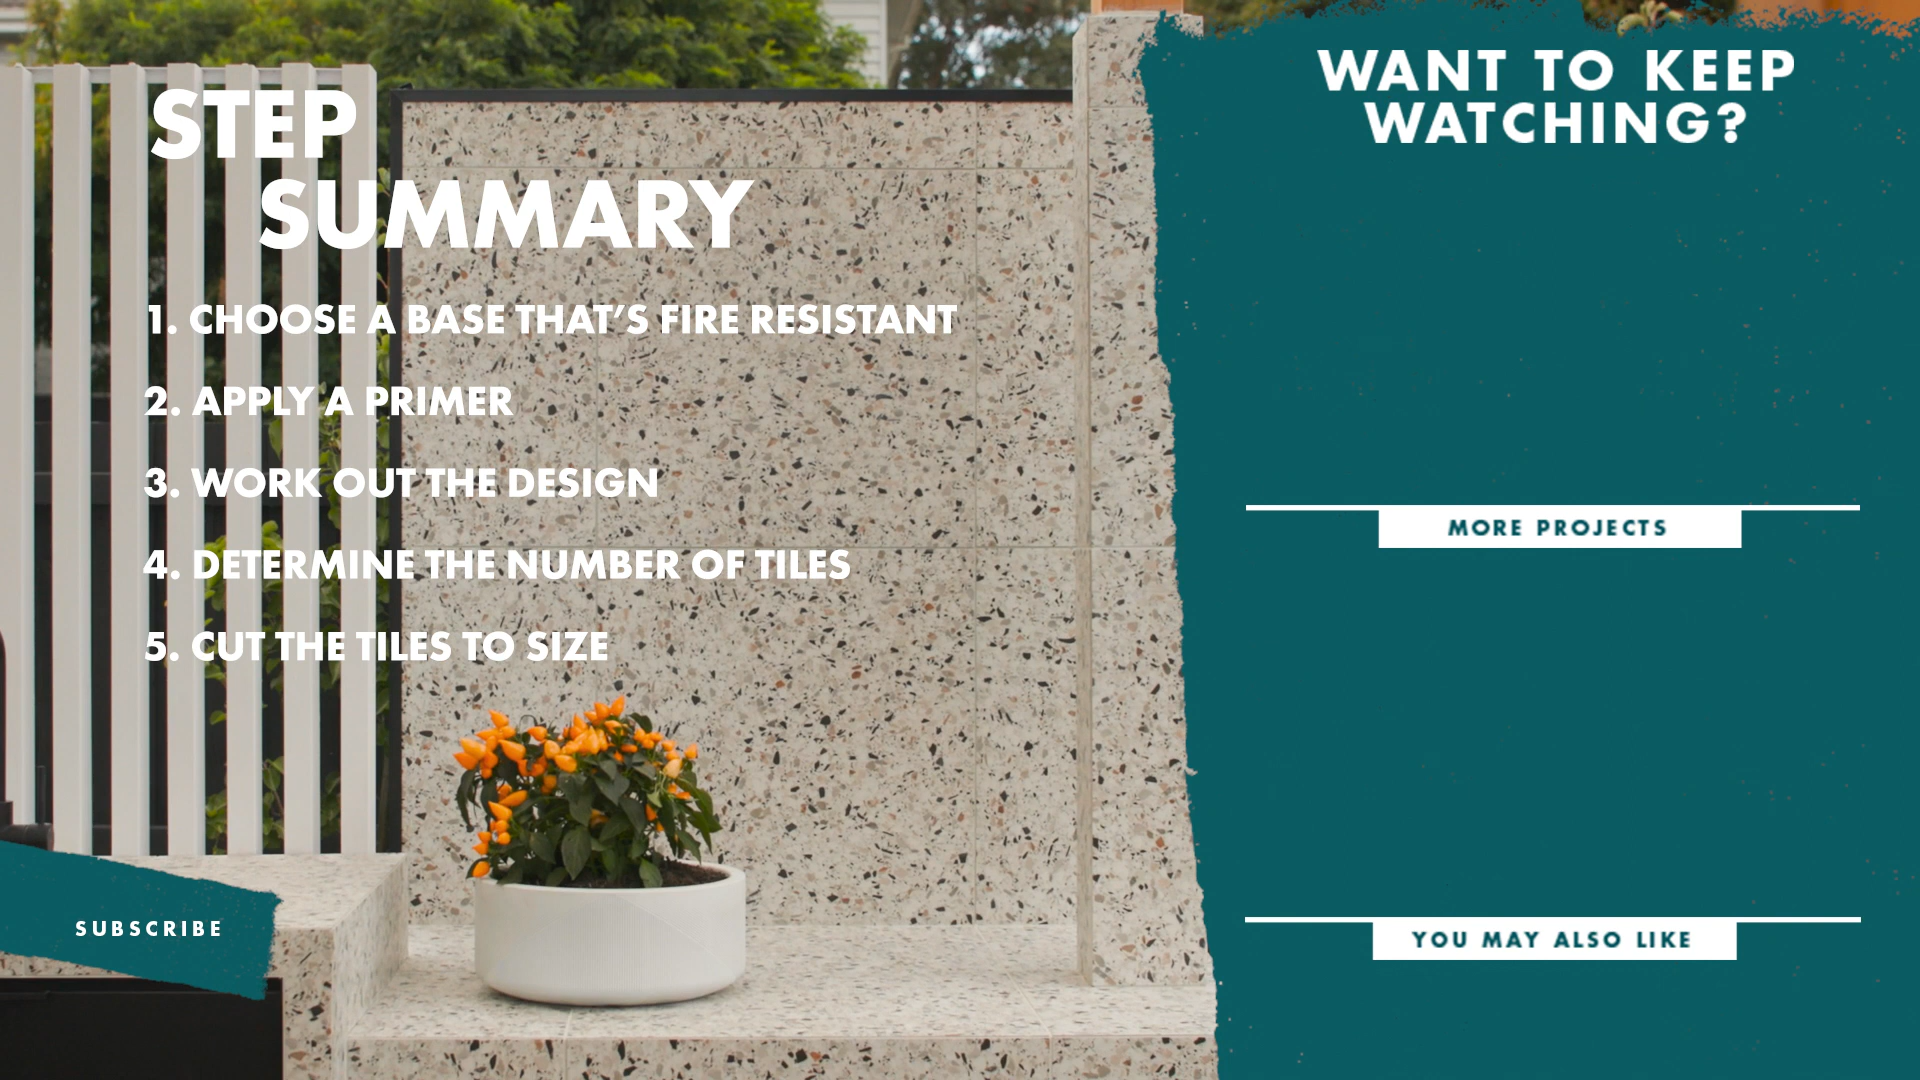 STEP
SUMMARY
1. CHOOSE A BASE THAT'S FIRE RESISTANT
2. APPLY A PRIMER
3. WORK OUT THE DESIGN
4. DETERMINE THE NUMBER OF TILES
5. CUT THE TILES TO SIZE
SUBSCRIBE
WANT TO KEEP
WATCHING?
MORE PROJECTS
YOU MAY ALSO LIKE